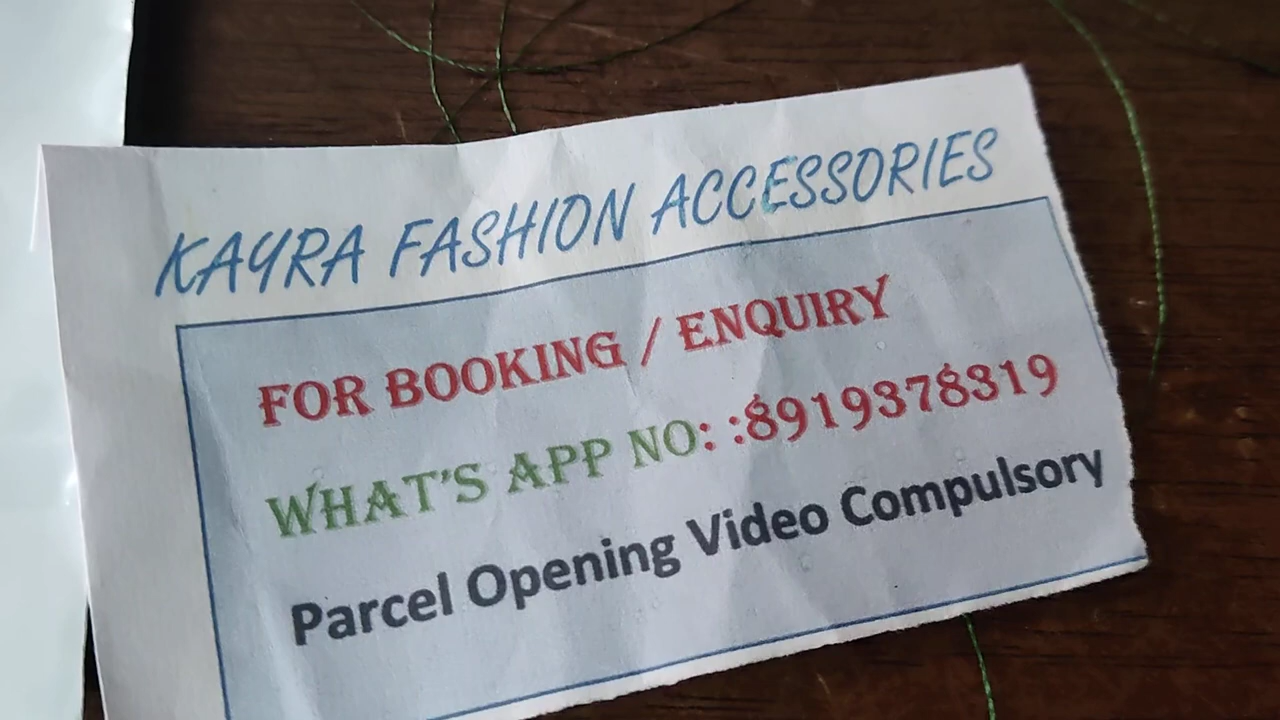 KAYRA FASHION ACCESSORIES
FOR BOOKING / ENQUIRY
WHAT'S APP NO: :8919378319
Parcel Opening Video Compulsory